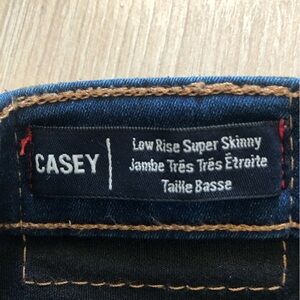 CASEY
Low Rise Super Skinny
Jambe Très Très Étroite
Taille Basse